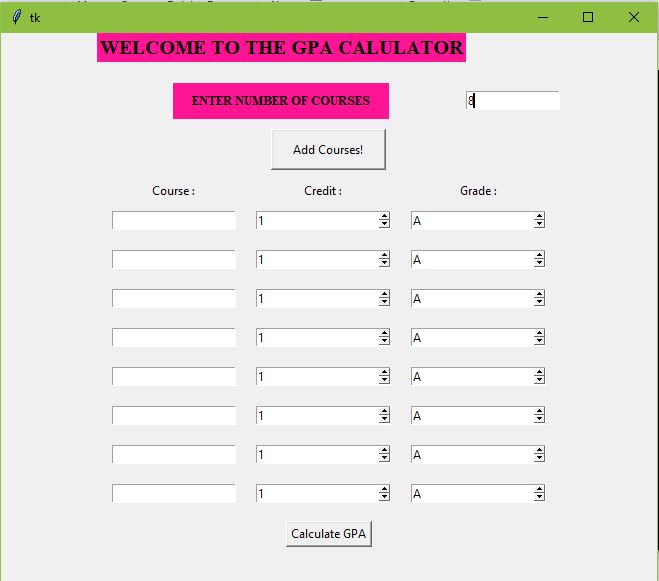 tk
WELCOME TO THE GPA CALULATOR
ENTER NUMBER OF COURSES 8
Add Courses!
Course : Credit : Grade :
1 A
1 A
1 A
1 A
1 A
1 A
1 A
1 A
Calculate GPA